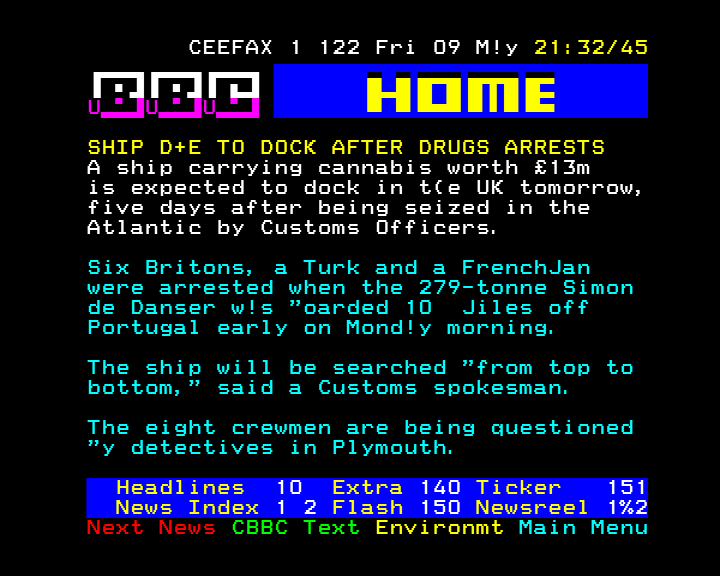 CEEFAX 1 122 Fri 09 M!y 21:32/45
BBC HOME
SHIP D+E TO DOCK AFTER DRUGS ARRESTS
A ship carrying cannabis worth £13m
is expected to dock in t(e UK tomorrow,
five days after being seized in the
Atlantic by Customs Officers.
Six Britons, a Turk and a FrenchJan
were arrested when the 279-tonne Simon
de Danser w!s "oarded 10  Jiles off
Portugal early on Mond!y morning.
The ship will be searched "from top to
bottom," said a Customs spokesman.
The eight crewmen are being questioned
"y detectives in Plymouth.
Headlines 10 Extra 140 Ticker 151
News Index 1 2 Flash 150 Newsreel 1%2
Next News CBBC Text Environmt Main Menu